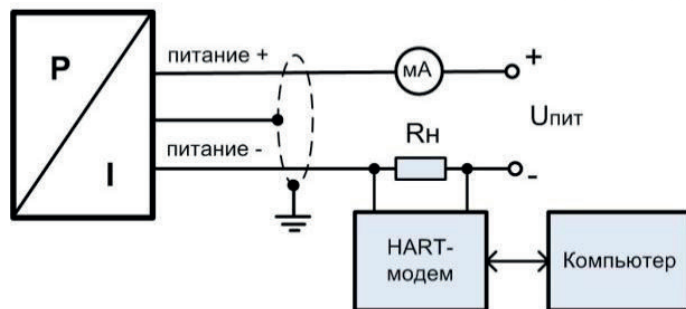 питание +
P
мА
+
Uпит
Rн
питание -
-
I
HART-
модем
Компьютер